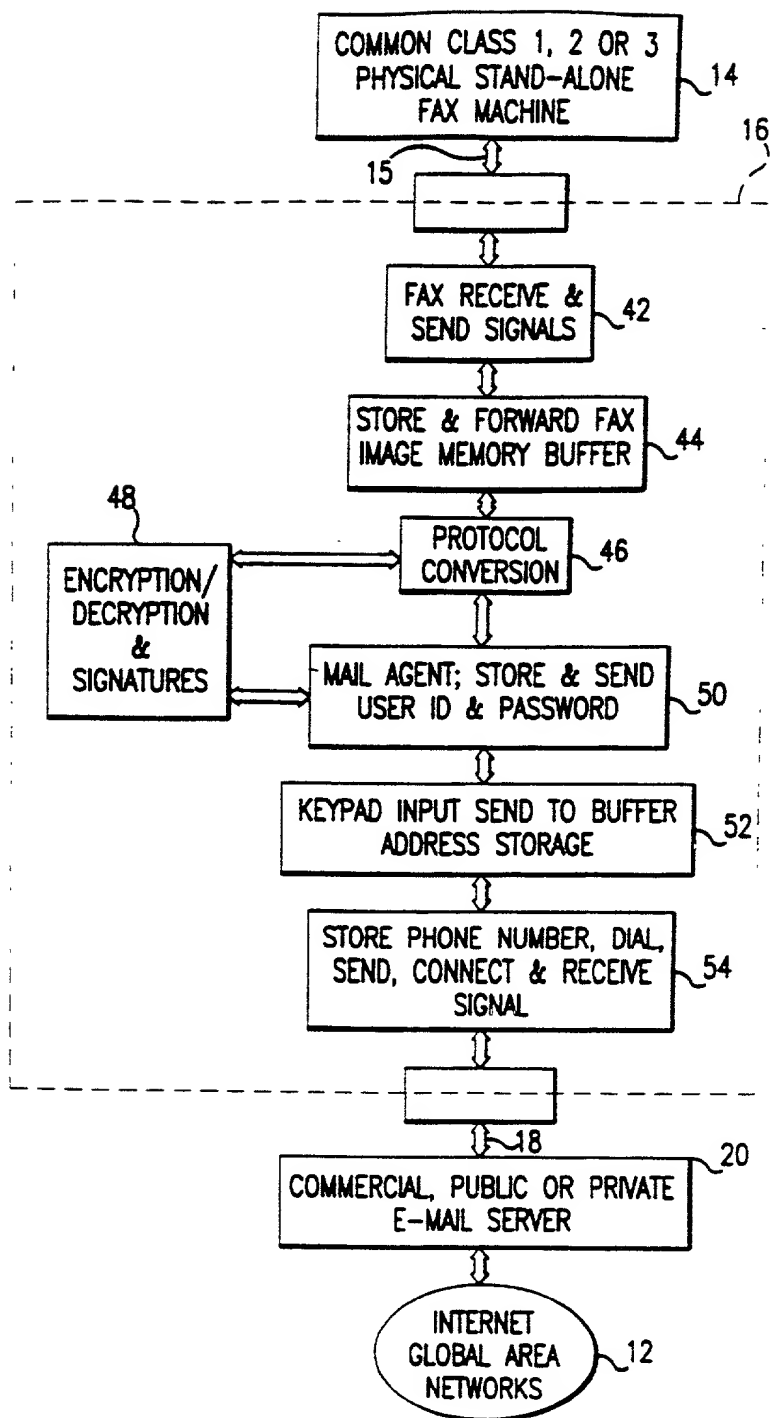 COMMON CLASS 1, 2 OR 3
PHYSICAL STAND-ALONE
FAX MACHINE
14
16
15
FAX RECEIVE &
SEND SIGNALS
42
STORE & FORWARD FAX
IMAGE MEMORY BUFFER
44
48
ENCRYPTION/
DECRYPTION
&
SIGNATURES
PROTOCOL
CONVERSION
46
MAIL AGENT; STORE & SEND
USER ID & PASSWORD
50
KEYPAD INPUT SEND TO BUFFER
ADDRESS STORAGE
52
STORE PHONE NUMBER, DIAL,
SEND, CONNECT & RECEIVE
SIGNAL
54
18
20
COMMERCIAL, PUBLIC OR PRIVATE
E-MAIL SERVER
INTERNET
GLOBAL AREA
NETWORKS
12